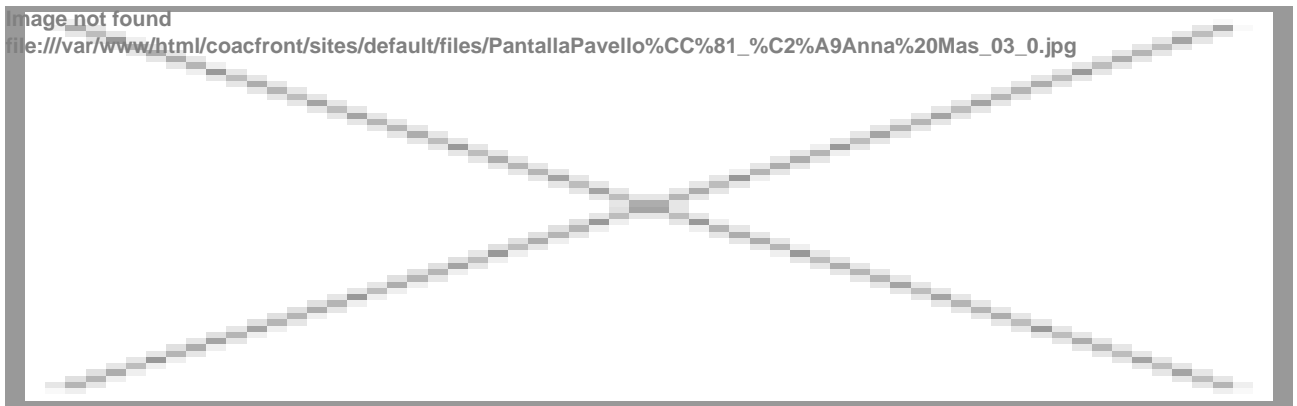 Image not found
file:///var/www/html/coacfront/sites/default/files/PantallaPavello%CC%81_%C2%A9Anna%20Mas_03_0.jpg